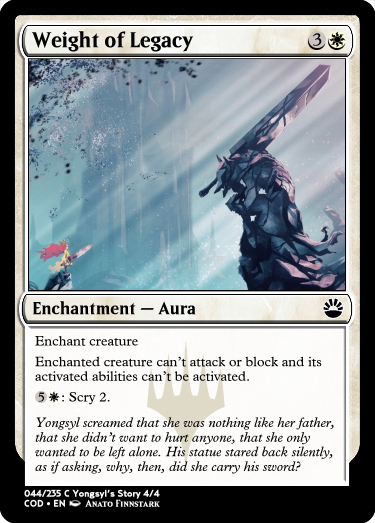 Weight of Legacy 3
Enchantment — Aura
Enchant creature
Enchanted creature can't attack or block and its
activated abilities can't be activated.
5: Scry 2.
Yongsyl screamed that she was nothing like her father,
that she didn't want to hurt anyone, that she only
wanted to be left alone. His statue stared back silently,
as if asking, why, then, did she carry his sword?
044/235 C Yongsyl's Story 4/4
COD • EN Anato Finnstark